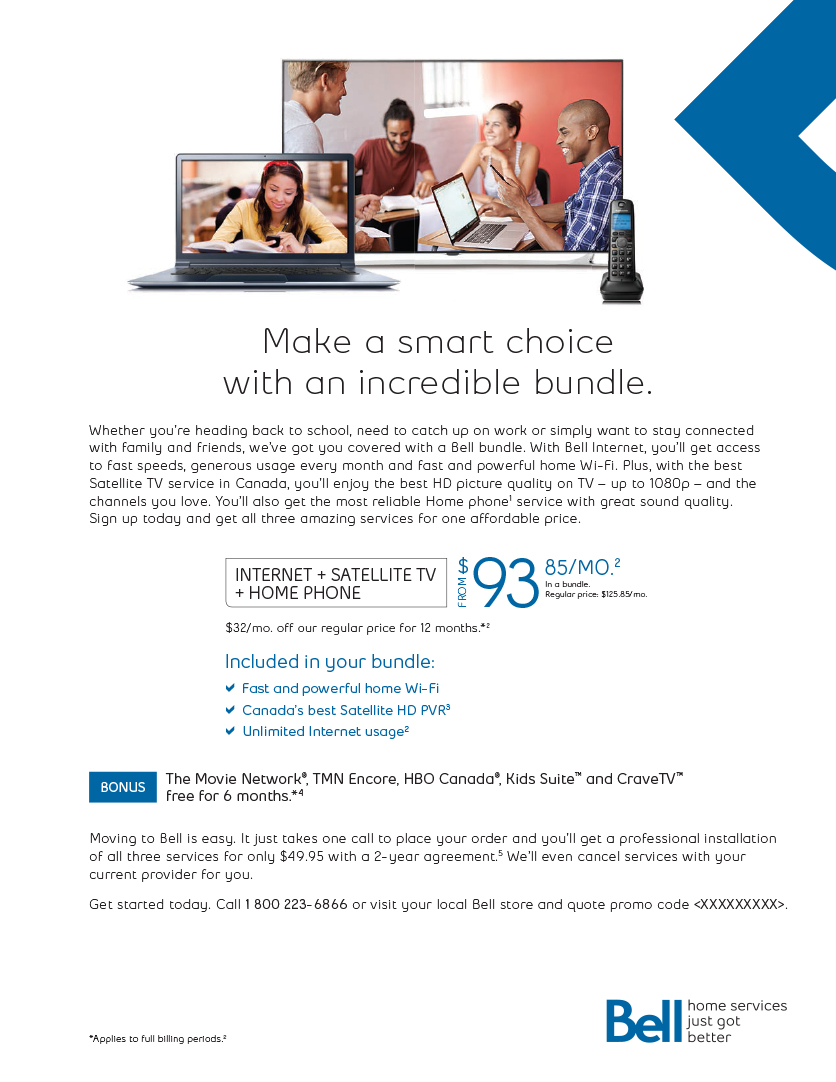 Make a smart choice
with an incredible bundle.
Whether you're heading back to school, need to catch up on work or simply want to stay connected
with family and friends, we've got you covered with a Bell bundle. With Bell Internet, you'll get access
to fast speeds, generous usage every month and fast and powerful home Wi-Fi. Plus, with the best
Satellite TV service in Canada, you'll enjoy the best HD picture quality on TV – up to 1080p – and the
channels you love. You'll also get the most reliable Home phone¹ service with great sound quality.
Sign up today and get all three amazing services for one affordable price.
INTERNET + SATELLITE TV
+ HOME PHONE
FROM $93 85/MO.²
In a bundle.
Regular price: $125.85/mo.
$32/mo. off our regular price for 12 months.*²
Included in your bundle:
Fast and powerful home Wi-Fi
Canada's best Satellite HD PVR³
Unlimited Internet usage²
BONUS
The Movie Network®, TMN Encore, HBO Canada®, Kids Suite™ and CraveTV™
free for 6 months.*⁴
Moving to Bell is easy. It just takes one call to place your order and you'll get a professional installation
of all three services for only $49.95 with a 2-year agreement.⁵ We'll even cancel services with your
current provider for you.
Get started today. Call 1 800 223-6866 or visit your local Bell store and quote promo code <XXXXXXXXX>.
Bell
home services
just got
better
*Applies to full billing periods.²